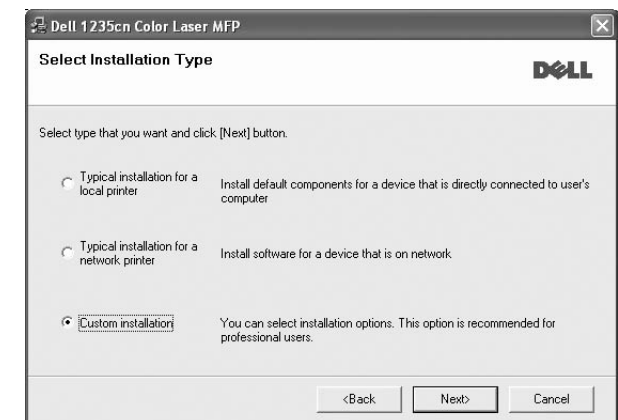 Dell 1235cn Color Laser MFP
Select Installation Type
DELL
Select type that you want and click [Next] button.
Typical installation for a
local printer
Install default components for a device that is directly connected to user's
computer
Typical installation for a
network printer
Install software for a device that is on network
Custom installation
You can select installation options. This option is recommended for
professional users.
<Back
Next>
Cancel